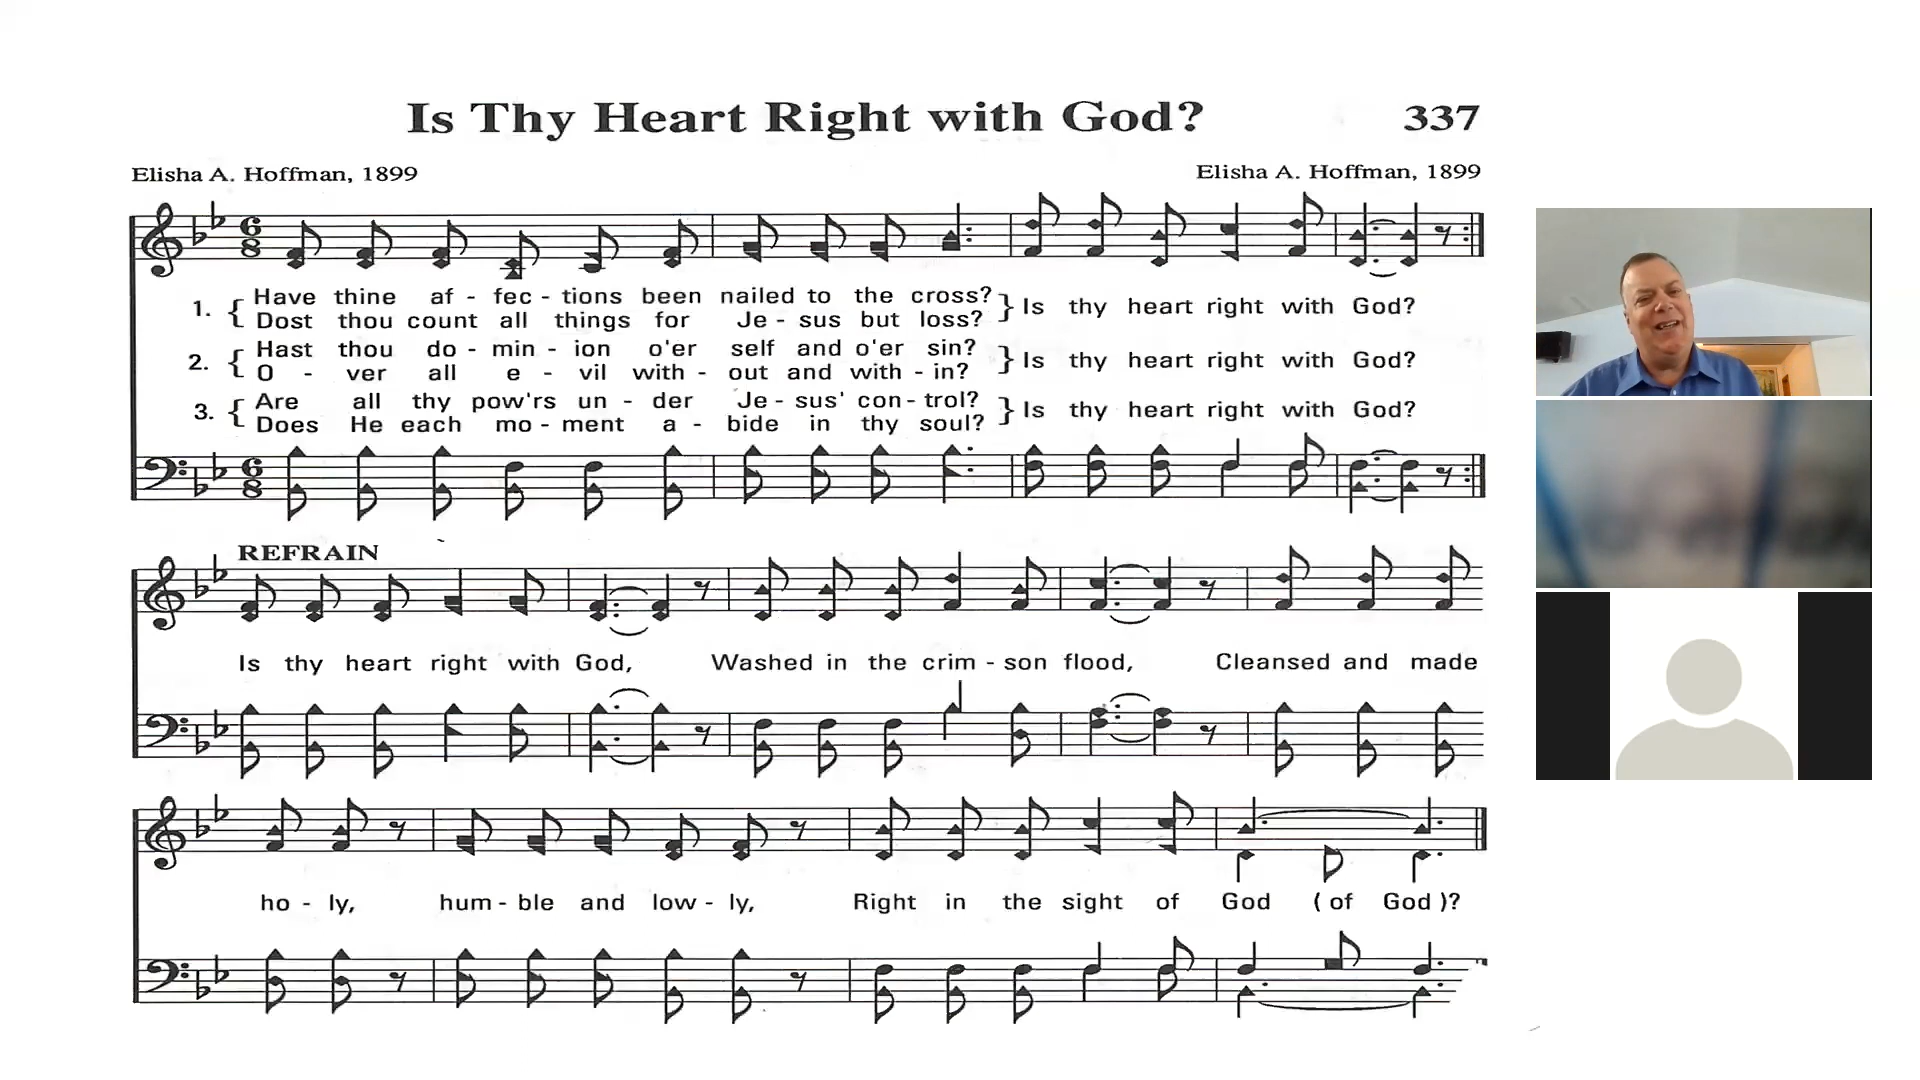 Is Thy Heart Right with God? 337
Elisha A. Hoffman, 1899 Elisha A. Hoffman, 1899
6 8
1. { Have thine af - fec - tions been nailed to the cross? } Is thy heart right with God?
Dost thou count all things for Je - sus but loss?
2. { Hast thou do - min - ion o'er self and o'er sin? } Is thy heart right with God?
O - ver all e - vil with - out and with - in?
3. { Are all thy pow'rs un - der Je - sus' con - trol? } Is thy heart right with God?
Does He each mo - ment a - bide in thy soul?
6 8
REFRAIN
Is thy heart right with God, Washed in the crim - son flood, Cleansed and made
ho - ly, hum - ble and low - ly, Right in the sight of God ( of God )?